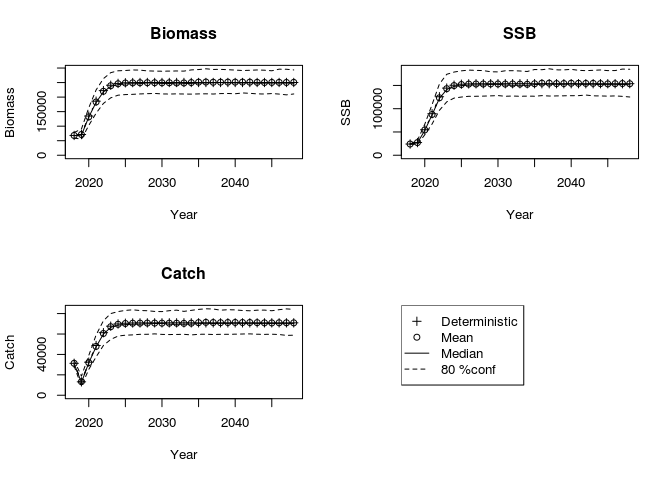 Biomass
Biomass
0
150000
2020
2030
2040
Year
SSB
SSB
0
100000
2020
2040
Year
Catch
Catch
0
40000
2020
2030
2040
Year
Deterministic
Mean
Median
80 %conf